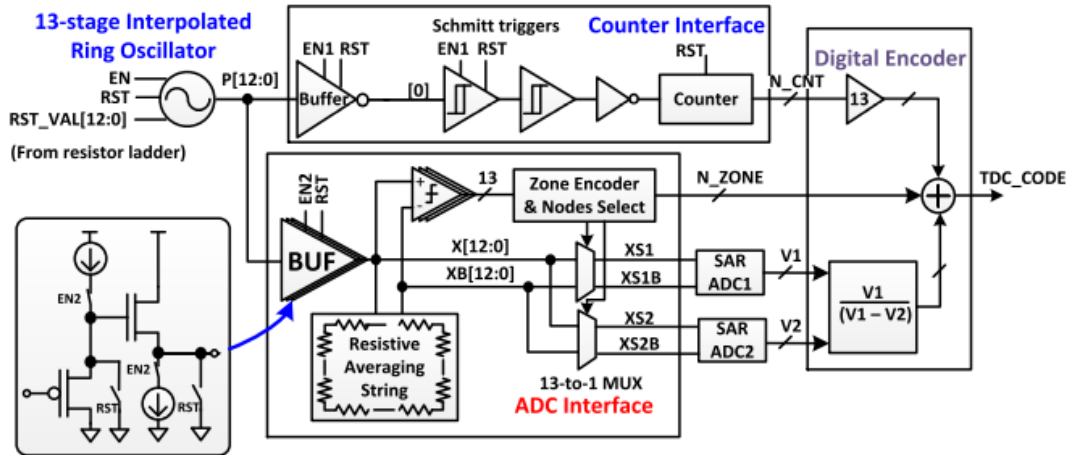 13-stage Interpolated
Ring Oscillator
EN
RST
RST_VAL[12:0]
(From resistor ladder)
P[12:0]
Schmitt triggers
Counter Interface
EN1 RST
Buffer
[0]
EN1 RST
RST
Counter
N_CNT
Digital Encoder
13
EN2
RST
BUF
+
-
13
Zone Encoder
& Nodes Select
N_ZONE
TDC_CODE
X[12:0]
XB[12:0]
XS1
XS1B
SAR
ADC1
V1
XS2
XS2B
SAR
ADC2
V2
V1
(V1 – V2)
Resistive
Averaging
String
13-to-1 MUX
ADC Interface
EN2
EN2
RST
RST